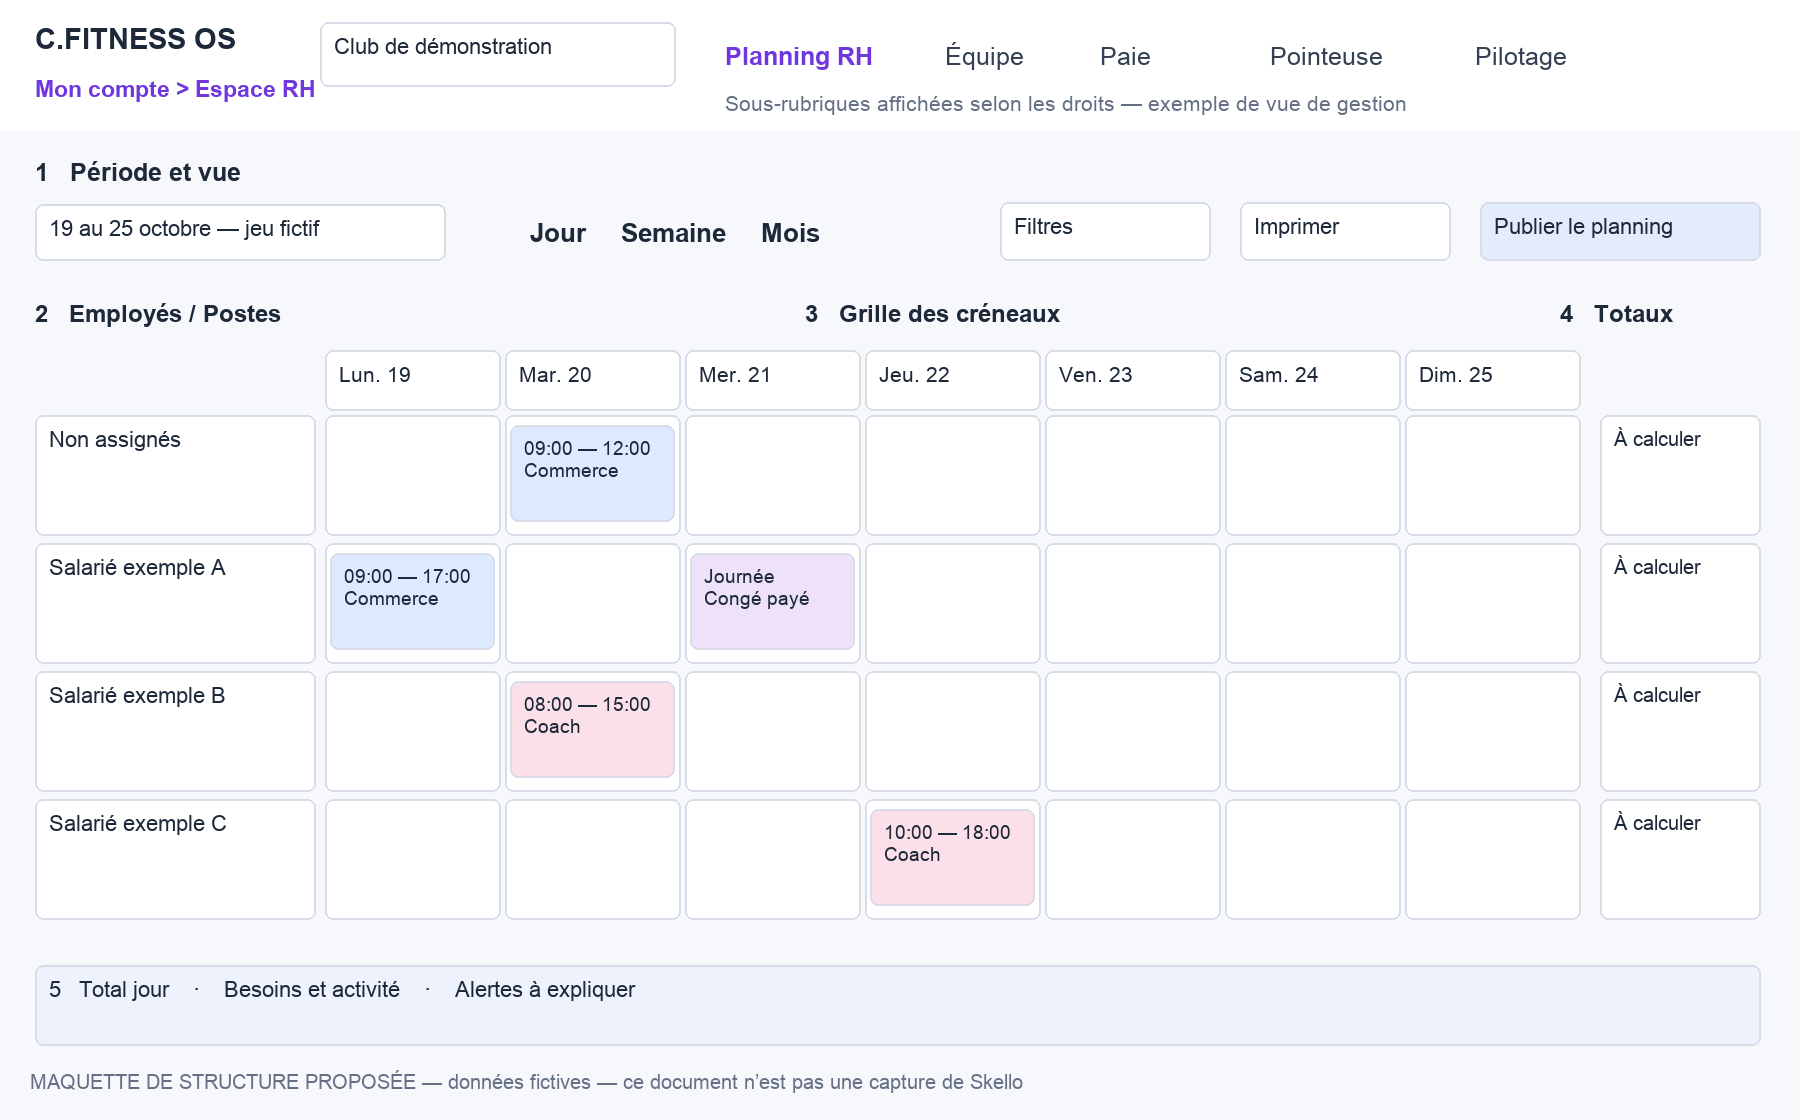 C.FITNESS OS
Club de démonstration
Mon compte > Espace RH
Planning RH Équipe Paie Pointeuse Pilotage
Sous-rubriques affichées selon les droits — exemple de vue de gestion
1 Période et vue
19 au 25 octobre — jeu fictif
Jour Semaine Mois
Filtres
Imprimer
Publier le planning
2 Employés / Postes
3 Grille des créneaux
4 Totaux
Lun. 19 Mar. 20 Mer. 21 Jeu. 22 Ven. 23 Sam. 24 Dim. 25
Non assignés
09:00 — 12:00
Commerce
À calculer
Salarié exemple A
09:00 — 17:00
Commerce
Journée
Congé payé
À calculer
Salarié exemple B
08:00 — 15:00
Coach
À calculer
Salarié exemple C
10:00 — 18:00
Coach
À calculer
5 Total jour · Besoins et activité · Alertes à expliquer
MAQUETTE DE STRUCTURE PROPOSÉE — données fictives — ce document n’est pas une capture de Skello